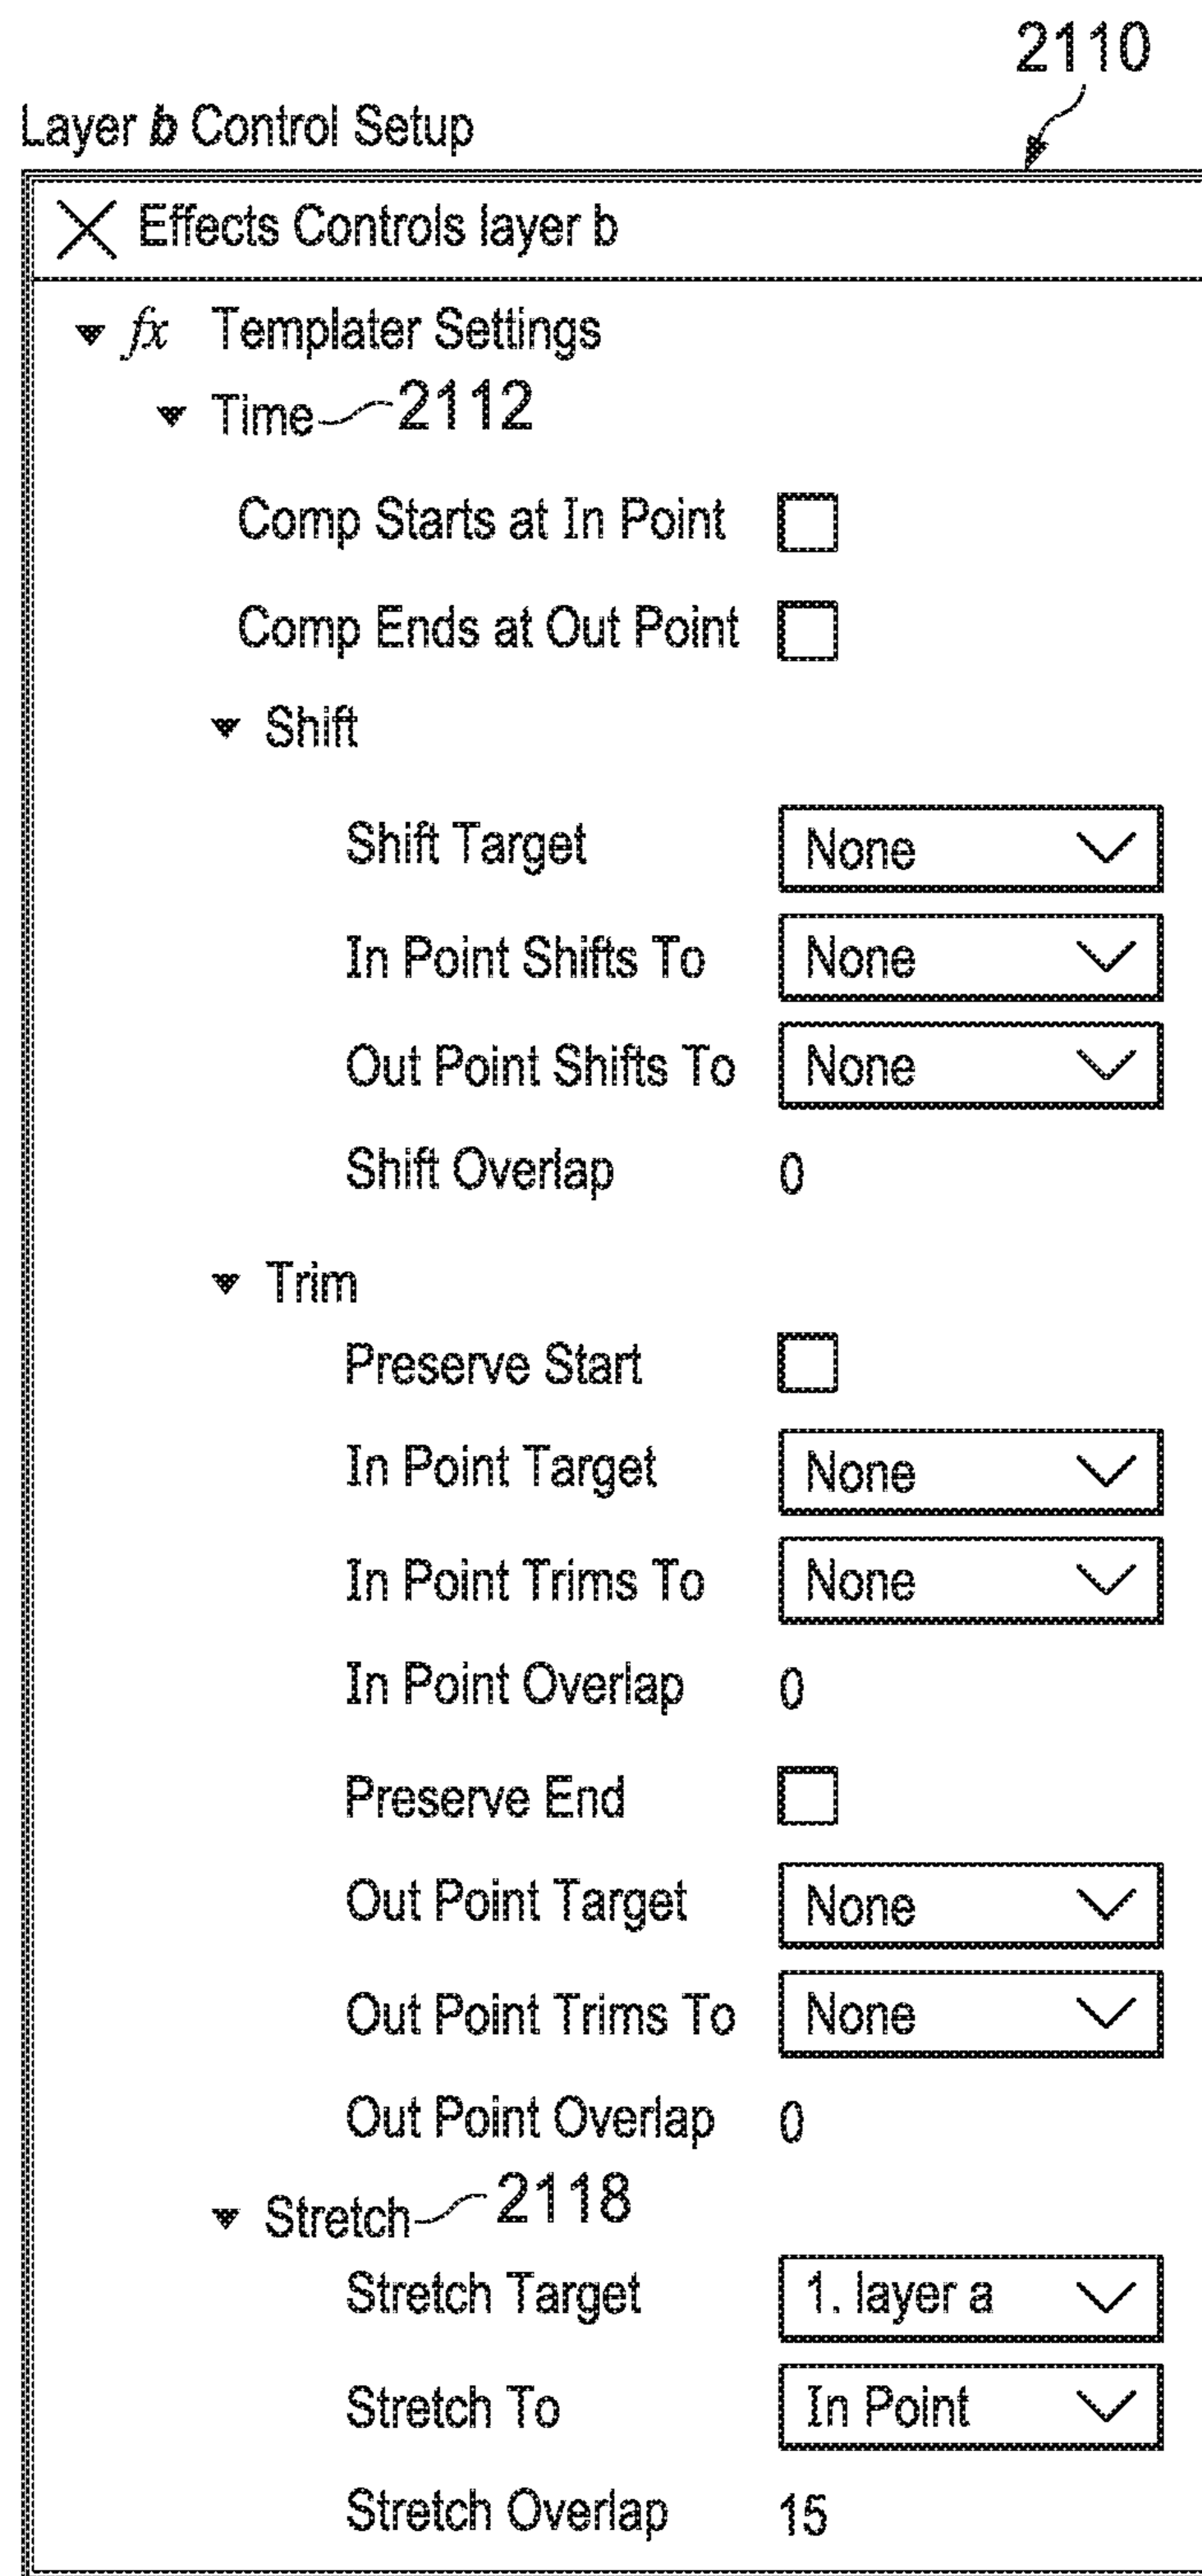 2110
Layer b Control Setup
Effects Controls layer b
fx Templater Settings
Time 2112
Comp Starts at In Point
Comp Ends at Out Point
Shift
Shift Target None
In Point Shifts To None
Out Point Shifts To None
Shift Overlap 0
Trim
Preserve Start
In Point Target None
In Point Trims To None
In Point Overlap 0
Preserve End
Out Point Target None
Out Point Trims To None
Out Point Overlap 0
Stretch 2118
Stretch Target 1. layer a
Stretch To In Point
Stretch Overlap 15